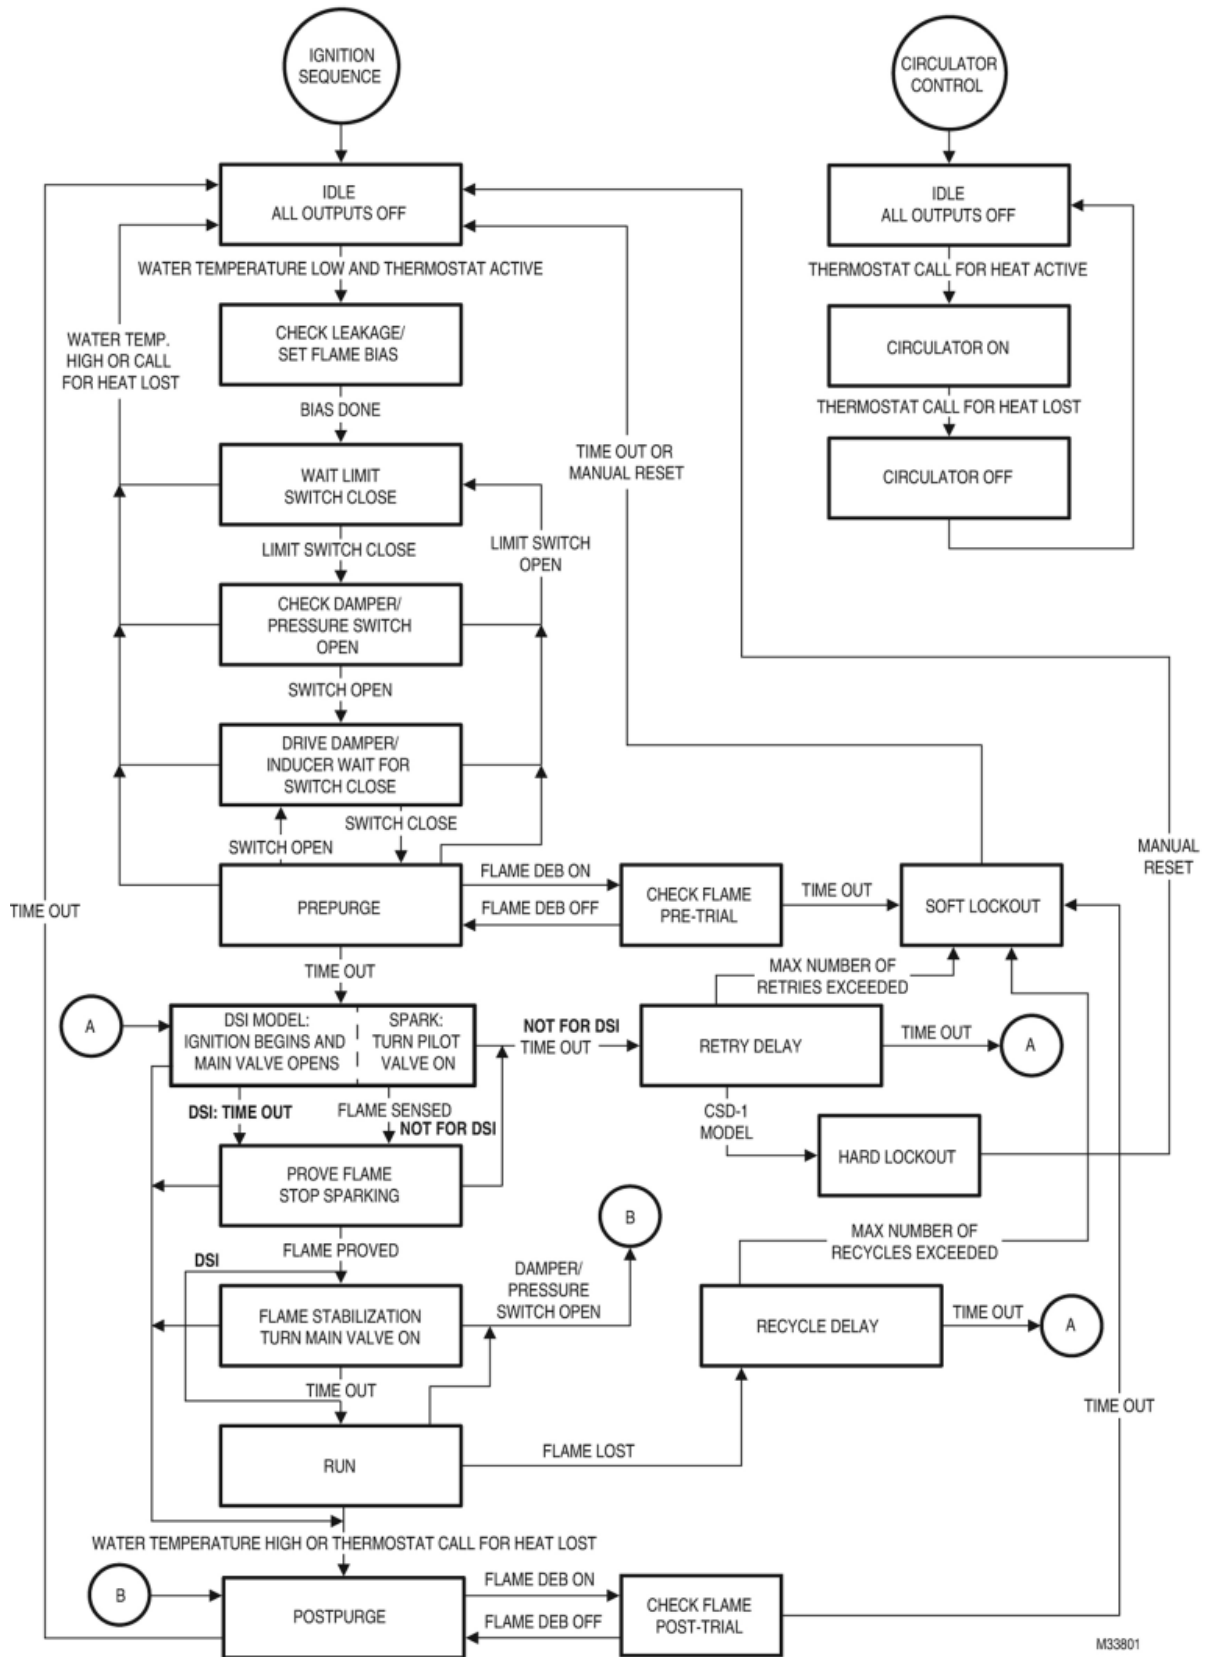 IGNITION
SEQUENCE
CIRCULATOR
CONTROL
IDLE
ALL OUTPUTS OFF
IDLE
ALL OUTPUTS OFF
WATER TEMPERATURE LOW AND THERMOSTAT ACTIVE
THERMOSTAT CALL FOR HEAT ACTIVE
CHECK LEAKAGE/
SET FLAME BIAS
WATER TEMP.
HIGH OR CALL
FOR HEAT LOST
CIRCULATOR ON
BIAS DONE
THERMOSTAT CALL FOR HEAT LOST
WAIT LIMIT
SWITCH CLOSE
TIME OUT OR
MANUAL RESET
CIRCULATOR OFF
LIMIT SWITCH CLOSE
LIMIT SWITCH
OPEN
CHECK DAMPER/
PRESSURE SWITCH
OPEN
SWITCH OPEN
DRIVE DAMPER/
INDUCER WAIT FOR
SWITCH CLOSE
SWITCH CLOSE
SWITCH OPEN
MANUAL
RESET
TIME OUT
PREPURGE
FLAME DEB ON
FLAME DEB OFF
CHECK FLAME
PRE-TRIAL
TIME OUT
SOFT LOCKOUT
TIME OUT
MAX NUMBER OF
RETRIES EXCEEDED
A
DSI MODEL:
IGNITION BEGINS AND
MAIN VALVE OPENS
SPARK:
TURN PILOT
VALVE ON
NOT FOR DSI
TIME OUT
RETRY DELAY
TIME OUT
A
DSI: TIME OUT
FLAME SENSED
NOT FOR DSI
CSD-1
MODEL
HARD LOCKOUT
PROVE FLAME
STOP SPARKING
B
FLAME PROVED
MAX NUMBER OF
RECYCLES EXCEEDED
DSI
DAMPER/
PRESSURE
SWITCH OPEN
FLAME STABILIZATION
TURN MAIN VALVE ON
RECYCLE DELAY
TIME OUT
A
TIME OUT
TIME OUT
RUN
FLAME LOST
WATER TEMPERATURE HIGH OR THERMOSTAT CALL FOR HEAT LOST
B
POSTPURGE
FLAME DEB ON
FLAME DEB OFF
CHECK FLAME
POST-TRIAL
M33801